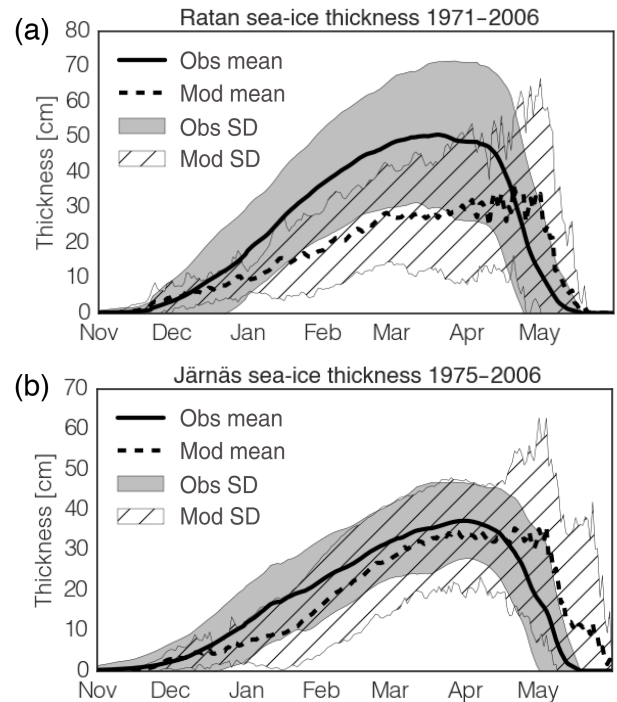 (a)
Ratan sea-ice thickness 1971–2006
80
70
60
50
40
30
20
10
0
Thickness [cm]
Obs mean
Mod mean
Obs SD
Mod SD
Nov Dec Jan Feb Mar Apr May
(b)
Järnäs sea-ice thickness 1975–2006
70
60
50
40
30
20
10
0
Thickness [cm]
Obs mean
Mod mean
Obs SD
Mod SD
Nov Dec Jan Feb Mar Apr May